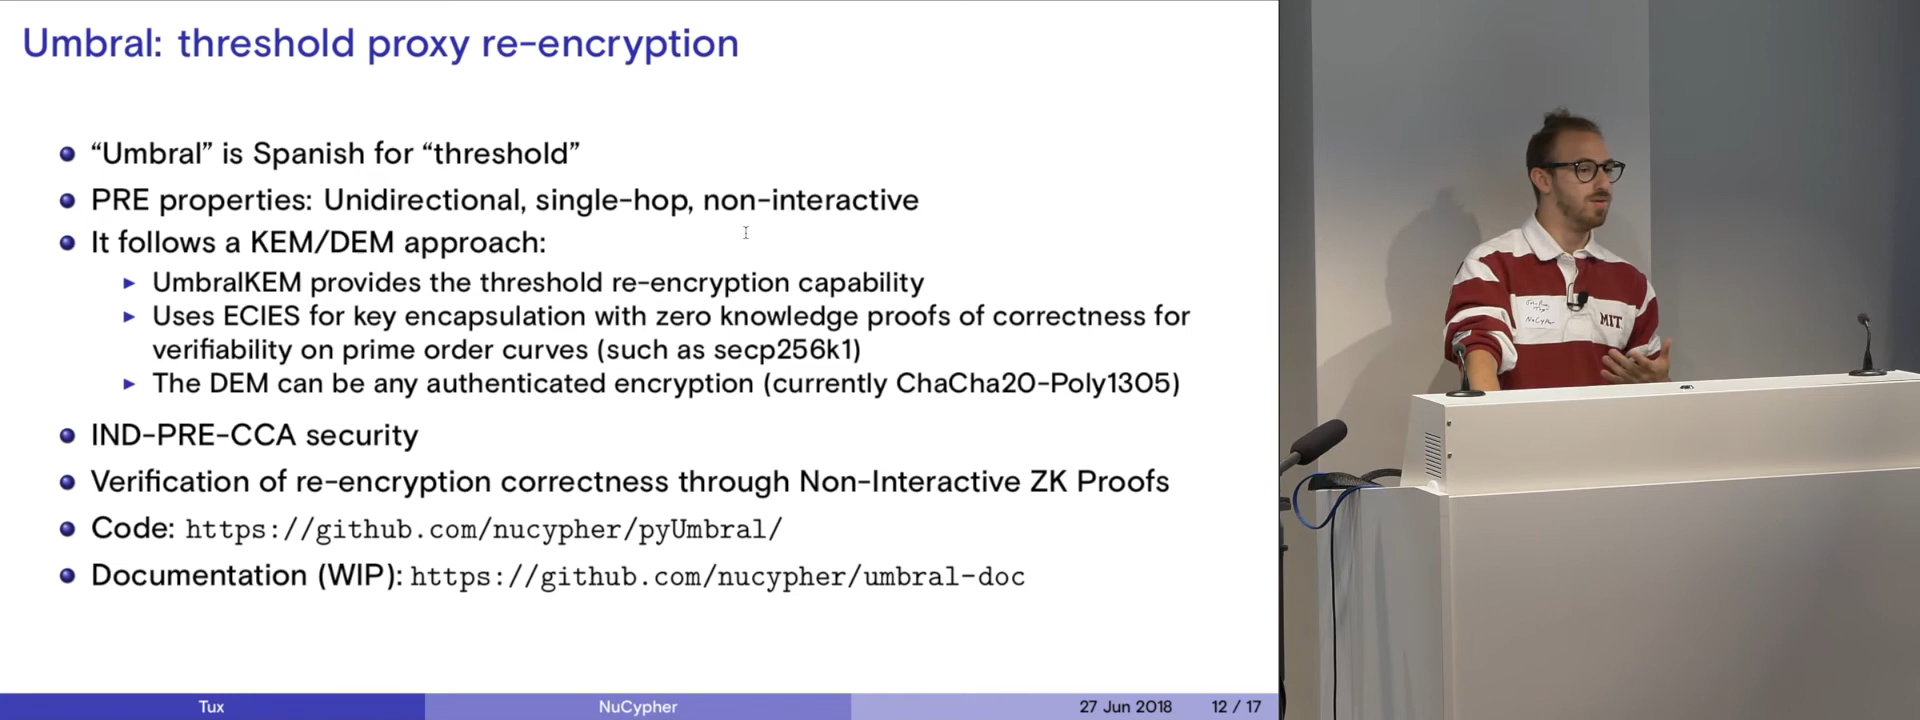 Umbral: threshold proxy re-encryption
“Umbral” is Spanish for “threshold”
PRE properties: Unidirectional, single-hop, non-interactive
It follows a KEM/DEM approach:
UmbralKEM provides the threshold re-encryption capability
Uses ECIES for key encapsulation with zero knowledge proofs of correctness for
verifiability on prime order curves (such as secp256k1)
The DEM can be any authenticated encryption (currently ChaCha20-Poly1305)
IND-PRE-CCA security
Verification of re-encryption correctness through Non-Interactive ZK Proofs
Code: https://github.com/nucypher/pyUmbral/
Documentation (WIP): https://github.com/nucypher/umbral-doc
Tux NuCypher 27 Jun 2018 12 / 17
MIT
NuCypher